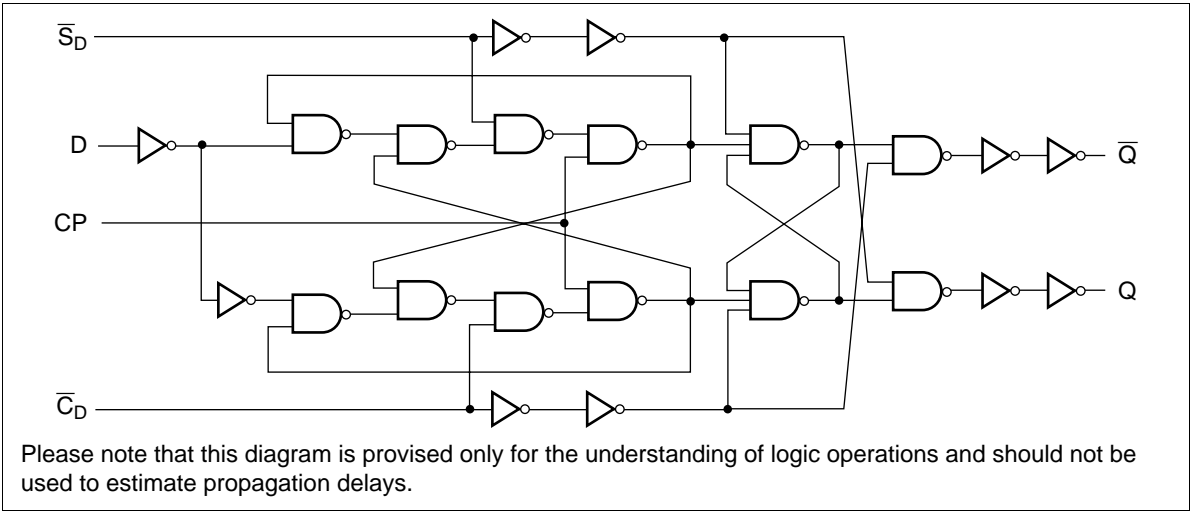 S̅D
D
Q̅
CP
Q
C̅D
Please note that this diagram is provised only for the understanding of logic operations and should not be
used to estimate propagation delays.